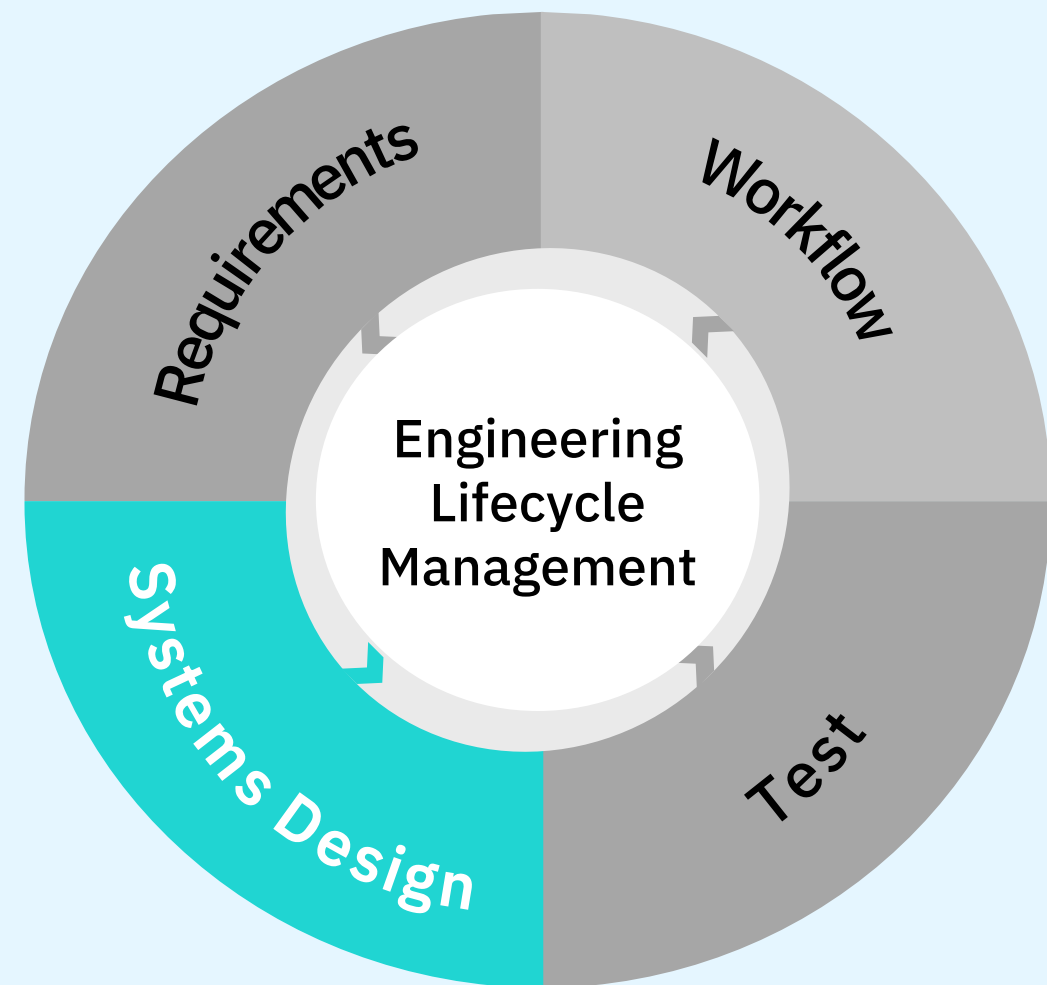 Requirements
Workflow
Engineering
Lifecycle
Management
Systems Design
Test